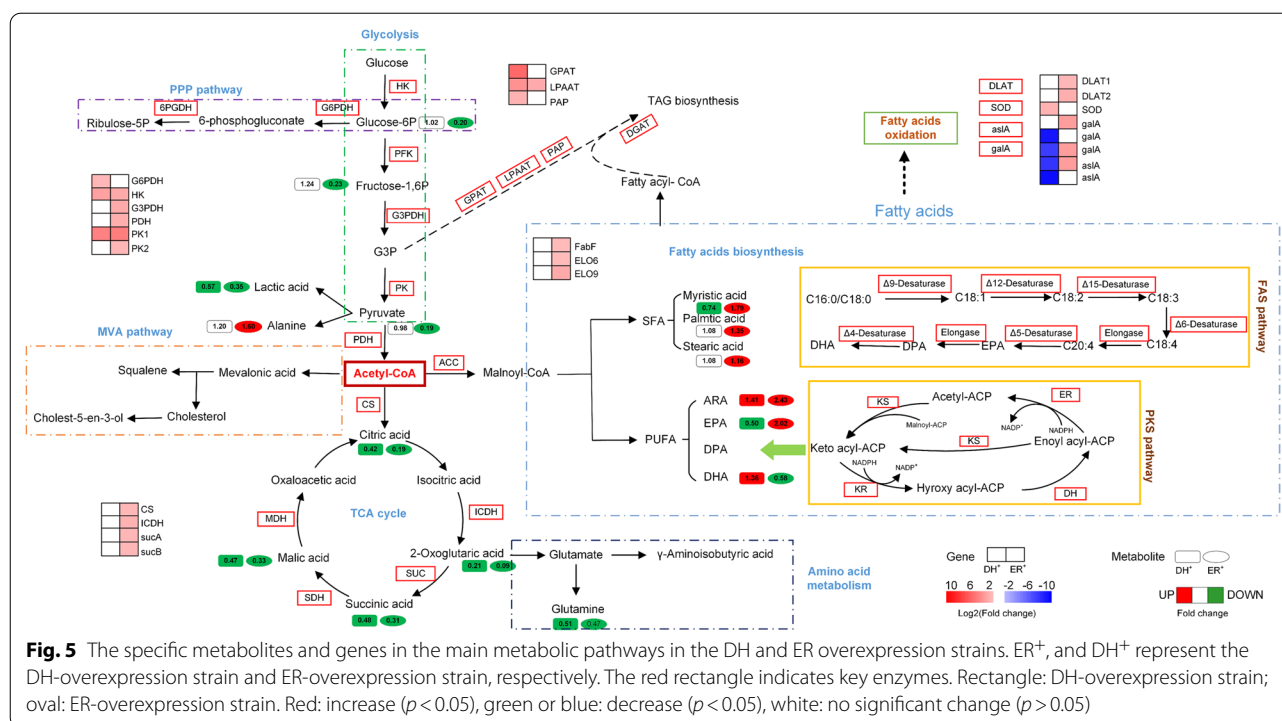 Glycolysis
Glucose
HK
PPP pathway
6PGDH
G6PDH
Ribulose-5P
6-phosphogluconate
Glucose-6P
1.02
0.20
PFK
1.24
0.23
Fructose-1,6P
G3PDH
G3P
PK
0.57
0.35
Lactic acid
Pyruvate
1.20
1.60
Alanine
0.98
0.19
PDH
GPAT
LPAAT
PAP
G6PDH
HK
G3PDH
PDH
PK1
PK2
TAG biosynthesis
DGAT
PAP
LPAAT
GPAT
Fatty acyl- CoA
DLAT
SOD
aslA
galA
Fatty acids
oxidation
DLAT1
DLAT2
SOD
galA
galA
galA
aslA
aslA
Fatty acids
MVA pathway
Squalene
Mevalonic acid
Cholest-5-en-3-ol
Cholesterol
Acetyl-CoA
ACC
Malnoyl-CoA
CS
FabF
ELO6
ELO9
Fatty acids biosynthesis
SFA
Myristic acid
0.74
1.79
Palmtic acid
1.08
1.38
Stearic acid
1.08
1.16
PUFA
ARA
1.41
2.43
EPA
0.50
2.02
DPA
DHA
1.36
0.58
Δ9-Desaturase
Δ12-Desaturase
Δ15-Desaturase
C16:0/C18:0
C18:1
C18:2
C18:3
Δ6-Desaturase
Δ4-Desaturase
Elongase
Δ5-Desaturase
Elongase
C18:4
DHA
DPA
EPA
C20:4
FAS pathway
KS
Acetyl-ACP
ER
Malnoyl-ACP
NADP+
NADPH
KS
Keto acyl-ACP
Enoyl acyl-ACP
NADPH
NADP+
KR
Hyroxy acyl-ACP
DH
PKS pathway
Citric acid
0.42
0.19
Oxaloacetic acid
Isocitric acid
MDH
TCA cycle
ICDH
Malic acid
0.47
0.33
2-Oxoglutaric acid
0.21
0.09
SUC
SDH
Succinic acid
0.48
0.31
CS
ICDH
sucA
sucB
Glutamate
γ-Aminoisobutyric acid
Glutamine
0.51
0.47
Amino acid
metabolism
Gene
DH+
ER+
10 6 2 -2 -6 -10
Log2(Fold change)
Metabolite
DH+
ER+
UP
DOWN
Fold change
Fig. 5 The specific metabolites and genes in the main metabolic pathways in the DH and ER overexpression strains. ER+, and DH+ represent the
DH-overexpression strain and ER-overexpression strain, respectively. The red rectangle indicates key enzymes. Rectangle: DH-overexpression strain;
oval: ER-overexpression strain. Red: increase (p < 0.05), green or blue: decrease (p < 0.05), white: no significant change (p > 0.05)